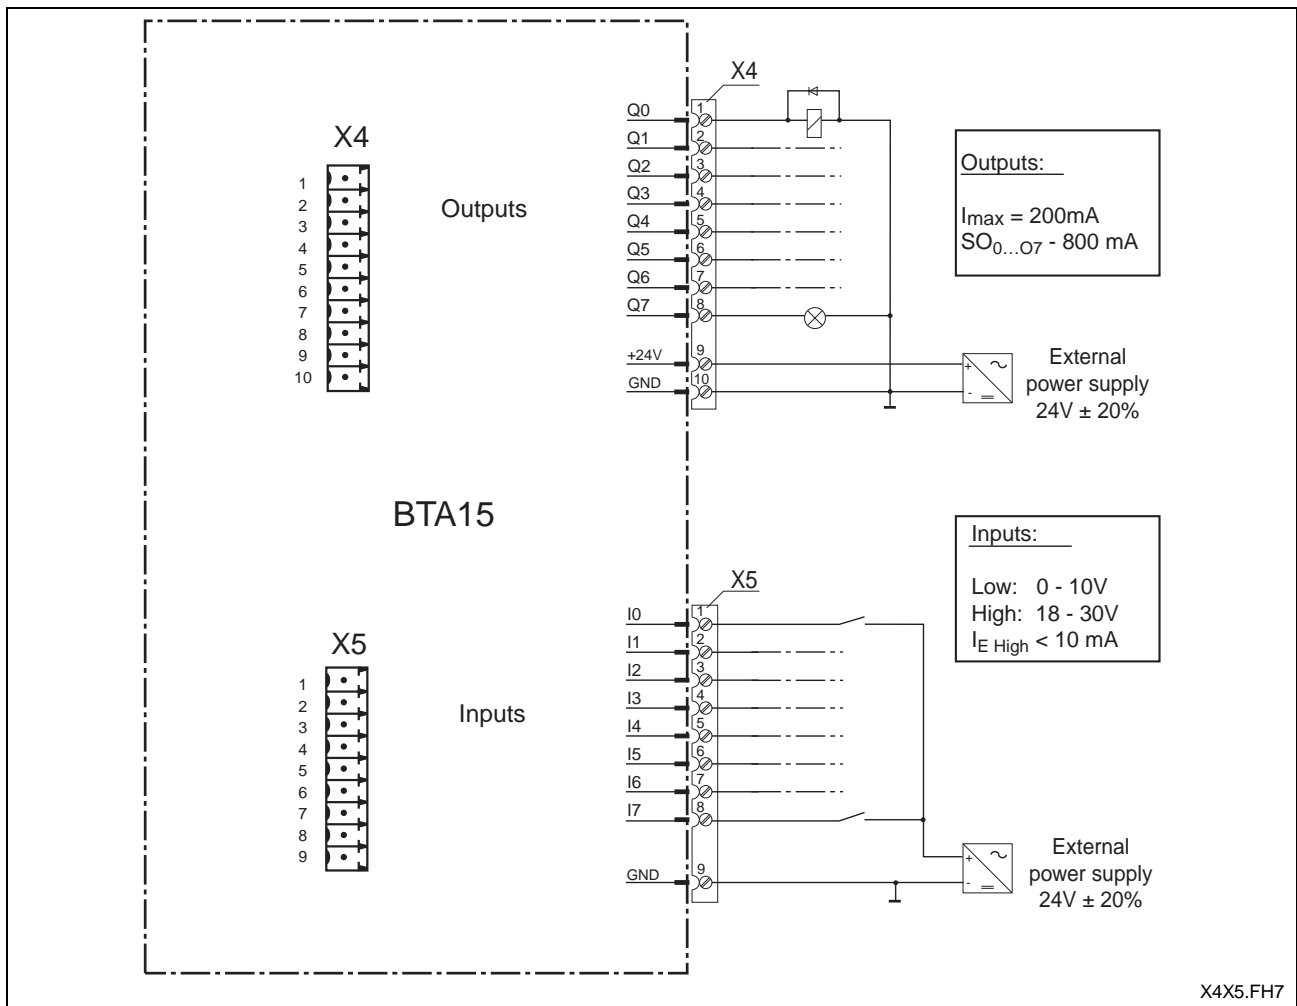 X4
Q0 1
Q1 2
Q2 3
Q3 4
Q4 5
Q5 6
Q6 7
Q7 8
+24V 9
GND 10
X4
1
2
3
4
5
6
7
8
9
10
Outputs
Outputs:
Imax = 200mA
SO0...O7 - 800 mA
+ -
External
power supply
24V ± 20%
BTA15
X5
I0 1
I1 2
I2 3
I3 4
I4 5
I5 6
I6 7
I7 8
GND 9
X5
1
2
3
4
5
6
7
8
9
Inputs
Inputs:
Low: 0 - 10V
High: 18 - 30V
IE High < 10 mA
+ -
External
power supply
24V ± 20%
X4X5.FH7